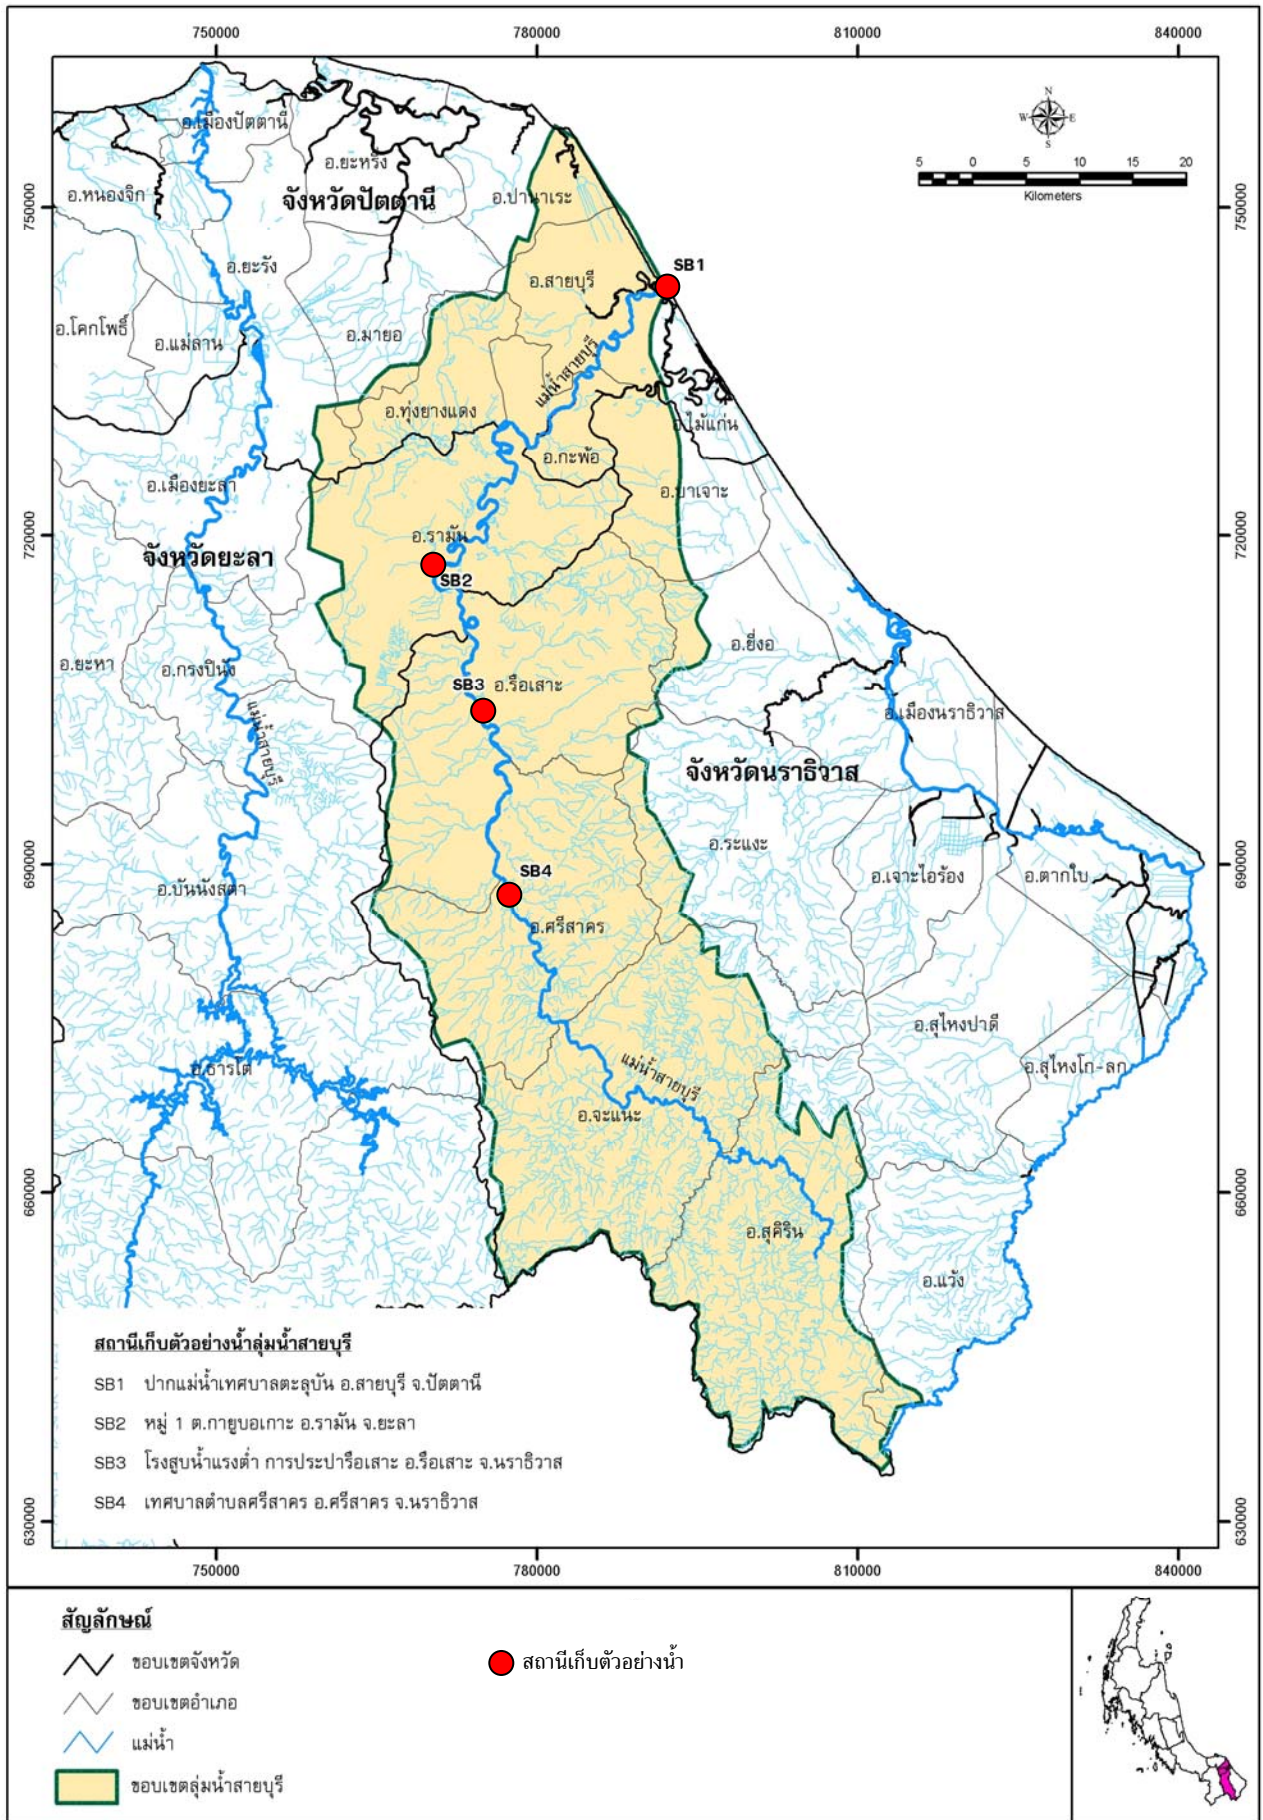 750000 780000 810000 840000
N
W E
S
5 0 5 10 15 20
Kilometers
750000
720000
690000
660000
630000
750000
720000
690000
660000
630000
อ.เมืองปัตตานี
อ.ยะหริ่ง
อ.หนองจิก
จังหวัดปัตตานี
อ.ปานาเระ
อ.ยะรัง
อ.สายบุรี
SB1
อ.โคกโพธิ์
อ.แม่ลาน
อ.มายอ
แม่น้ำสายบุรี
อ.ทุ่งยางแดง
อ.ไม้แก่น
อ.กะพ้อ
อ.เมืองยะลา
อ.บาเจาะ
อ.รามัน
จังหวัดยะลา
SB2
อ.ยี่งอ
อ.ยะหา
อ.กรงปินัง
SB3
อ.รือเสาะ
แม่น้ำสายบุรี
อ.เมืองนราธิวาส
จังหวัดนราธิวาส
อ.ระแงะ
SB4
อ.เจาะไอร้อง
อ.ตากใบ
อ.บันนังสตา
อ.ศรีสาคร
อ.สุไหงปาดี
อ.ธารโต
แม่น้ำสายบุรี
อ.สุไหงโก-ลก
อ.จะแนะ
อ.สุคิริน
อ.แว้ง
สถานีเก็บตัวอย่างน้ำลุ่มน้ำสายบุรี
SB1 ปากแม่น้ำเทศบาลตะลุบัน อ.สายบุรี จ.ปัตตานี
SB2 หมู่ 1 ต.กายูบอเกาะ อ.รามัน จ.ยะลา
SB3 โรงสูบน้ำแรงต่ำ การประปารือเสาะ อ.รือเสาะ จ.นราธิวาส
SB4 เทศบาลตำบลศรีสาคร อ.ศรีสาคร จ.นราธิวาส
750000 780000 810000 840000
สัญลักษณ์
ขอบเขตจังหวัด
สถานีเก็บตัวอย่างน้ำ
ขอบเขตอำเภอ
แม่น้ำ
ขอบเขตลุ่มน้ำสายบุรี